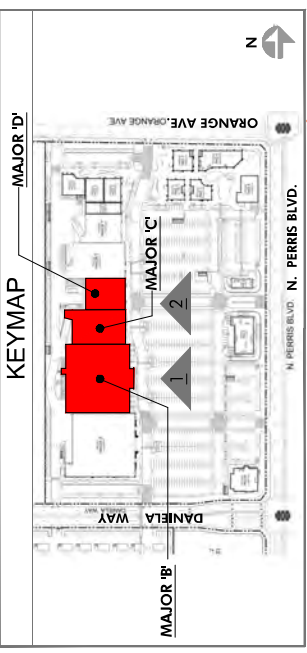 KEYMAP
MAJOR 'D'
MAJOR 'C'
MAJOR 'B'
1
2
N
ORANGE AVE.
ORANGE AVE.
DANIELA WAY
DANIELA WAY
N. PERRIS BLVD.
N. PERRIS BLVD.